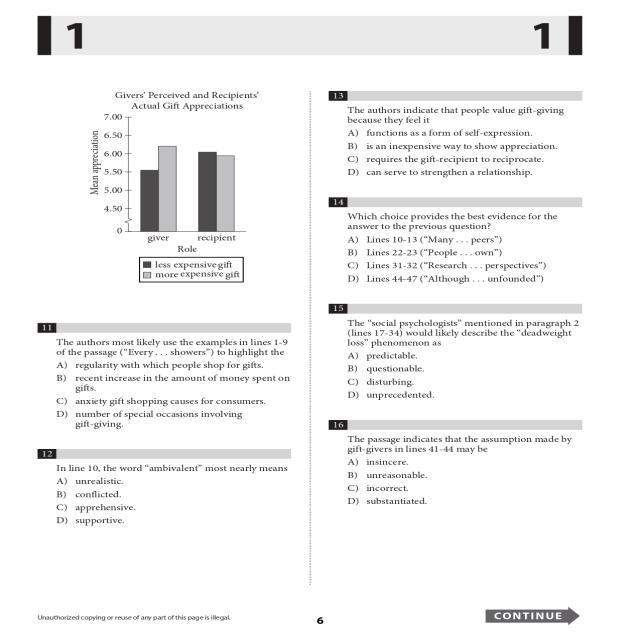 1
1
Givers' Perceived and Recipients'
Actual Gift Appreciations
Mean appreciation
7.00
6.50
6.00
5.50
5.00
4.50
0
giver recipient
Role
less expensive gift
more expensive gift
11
The authors most likely use the examples in lines 1-9
of the passage (“Every . . . showers”) to highlight the
A) regularity with which people shop for gifts.
B) recent increase in the amount of money spent on
gifts.
C) anxiety gift shopping causes for consumers.
D) number of special occasions involving
gift-giving.
12
In line 10, the word “ambivalent” most nearly means
A) unrealistic.
B) conflicted.
C) apprehensive.
D) supportive.
13
The authors indicate that people value gift-giving
because they feel it
A) functions as a form of self-expression.
B) is an inexpensive way to show appreciation.
C) requires the gift-recipient to reciprocate.
D) can serve to strengthen a relationship.
14
Which choice provides the best evidence for the
answer to the previous question?
A) Lines 10-13 (“Many . . . peers”)
B) Lines 22-23 (“People . . . own”)
C) Lines 31-32 (“Research . . . perspectives”)
D) Lines 44-47 (“Although . . . unfounded”)
15
The “social psychologists” mentioned in paragraph 2
(lines 17-34) would likely describe the “deadweight
loss” phenomenon as
A) predictable.
B) questionable.
C) disturbing.
D) unprecedented.
16
The passage indicates that the assumption made by
gift-givers in lines 41-44 may be
A) insincere.
B) unreasonable.
C) incorrect.
D) substantiated.
Unauthorized copying or reuse of any part of this page is illegal.
6
CONTINUE